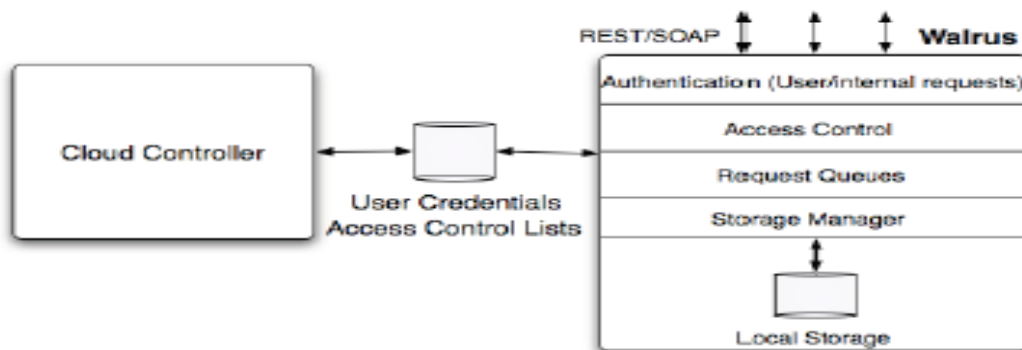 REST/SOAP
Walrus
Authentication (User/internal requests)
Cloud Controller
Access Control
Request Queues
User Credentials
Access Control Lists
Storage Manager
Local Storage